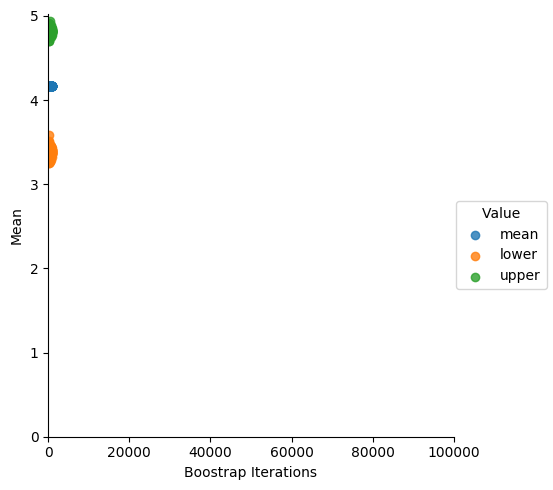 5
4
3
2
1
0
Mean
0 20000 40000 60000 80000 100000
Boostrap Iterations
Value
mean
lower
upper